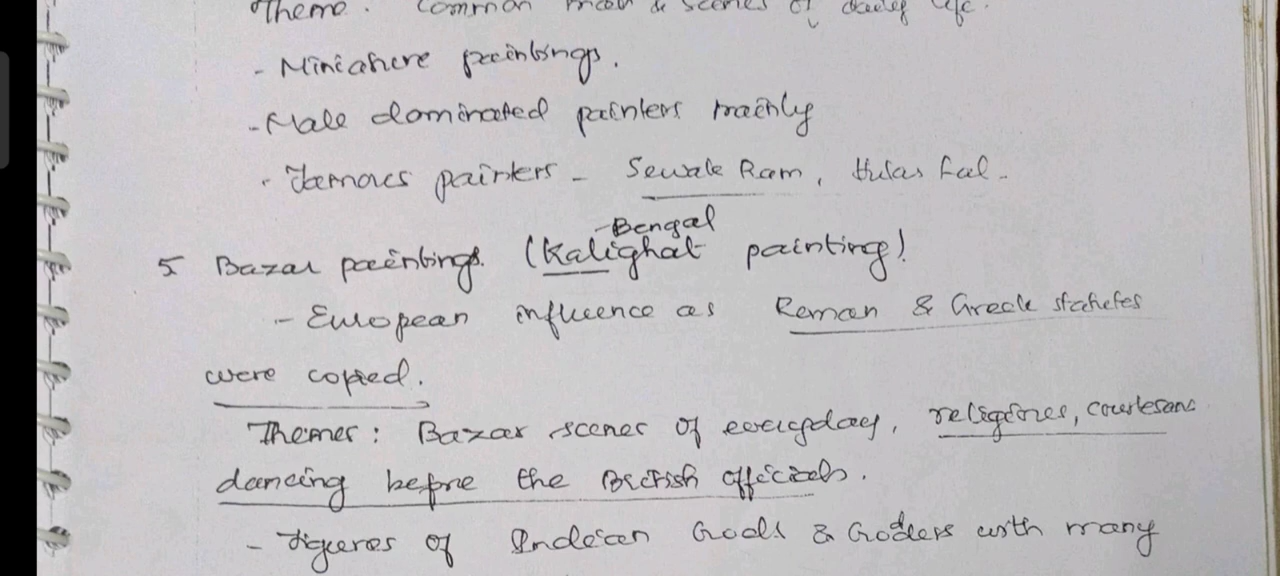 Theme : Common man & scenes of daily life.
- Miniature paintings.
- Male dominated painters mainly
- Famous painters - Sewak Ram, Hulas Lal.
- Bengal
5 Bazar paintings. (Kalighat painting)
- European influence as Roman & Greek statutes
were copied.
Themes : Bazar scenes of everyday, religious, courtesans
dancing before the British officials.
- Figures of Indian Gods & Goddess with many